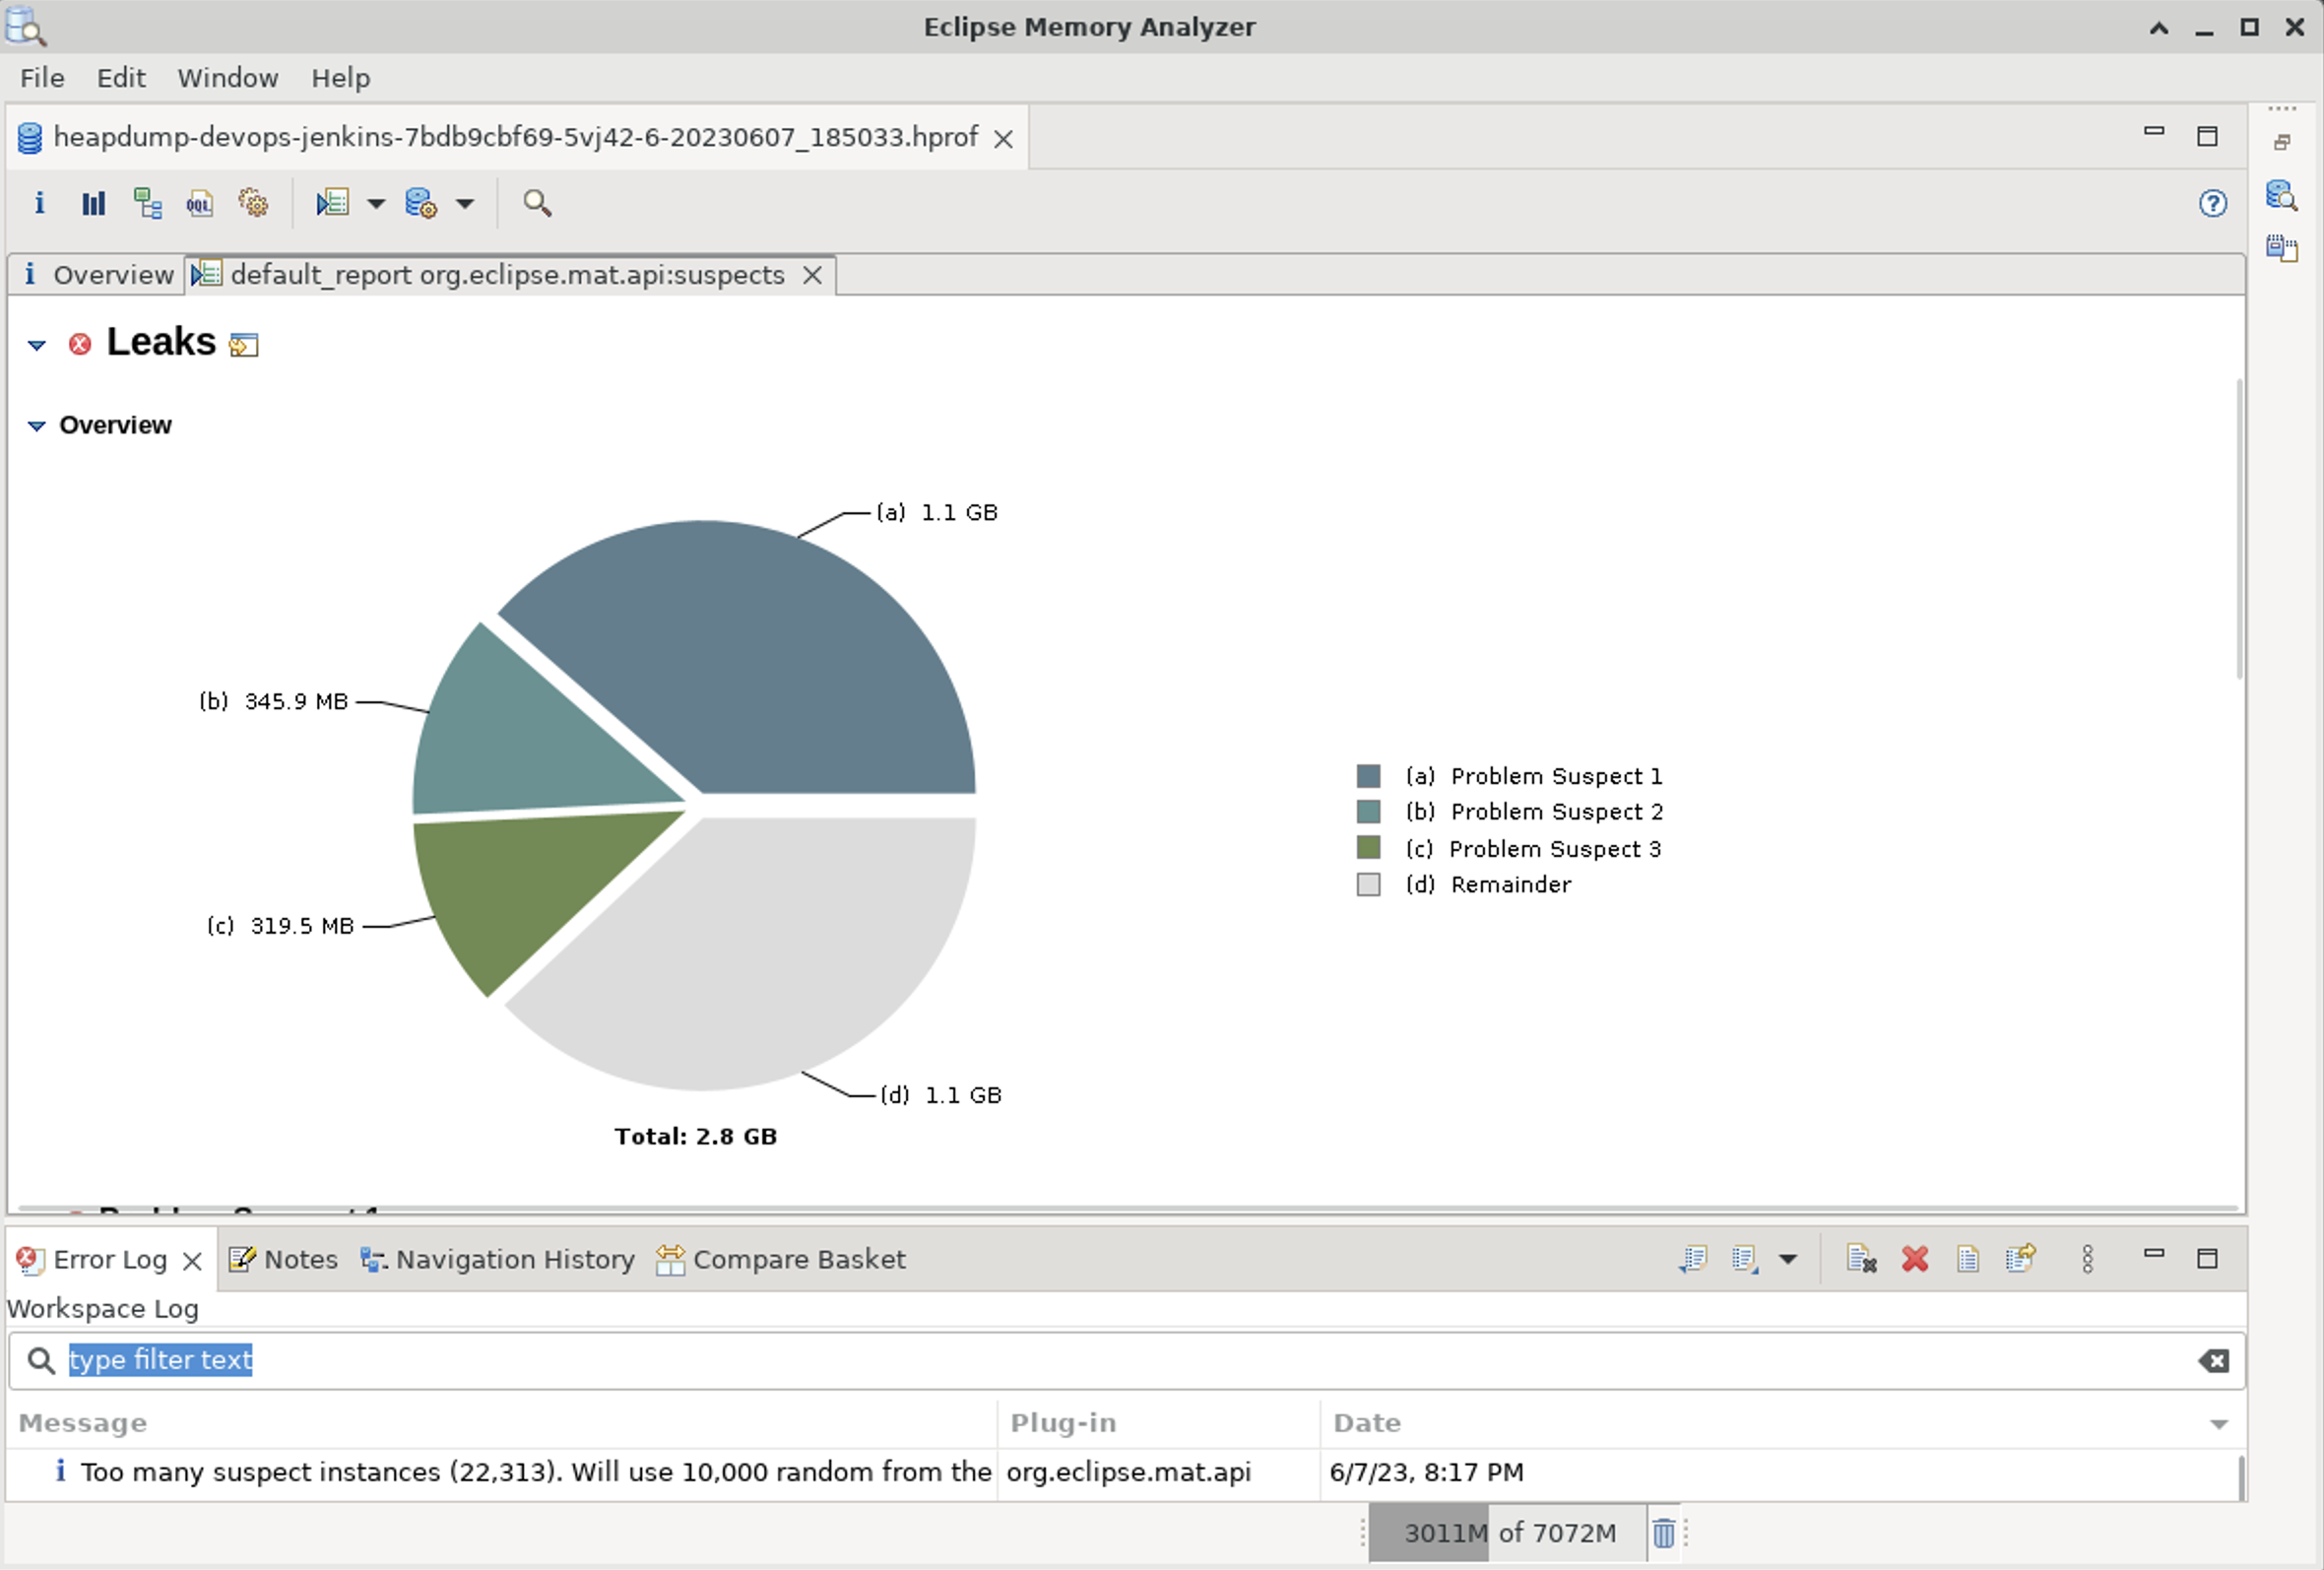 Eclipse Memory Analyzer
File Edit Window Help
heapdump-devops-jenkins-7bdb9cbf69-5vj42-6-20230607_185033.hprof
i OQL ?
i Overview default_report org.eclipse.mat.api:suspects
Leaks
Overview
(a) 1.1 GB
(b) 345.9 MB
(a) Problem Suspect 1
(b) Problem Suspect 2
(c) Problem Suspect 3
(d) Remainder
(c) 319.5 MB
(d) 1.1 GB
Total: 2.8 GB
Problem Suspect 1
Error Log Notes Navigation History Compare Basket
Workspace Log
type filter text
Message Plug-in Date
i Too many suspect instances (22,313). Will use 10,000 random from the org.eclipse.mat.api 6/7/23, 8:17 PM
3011M of 7072M